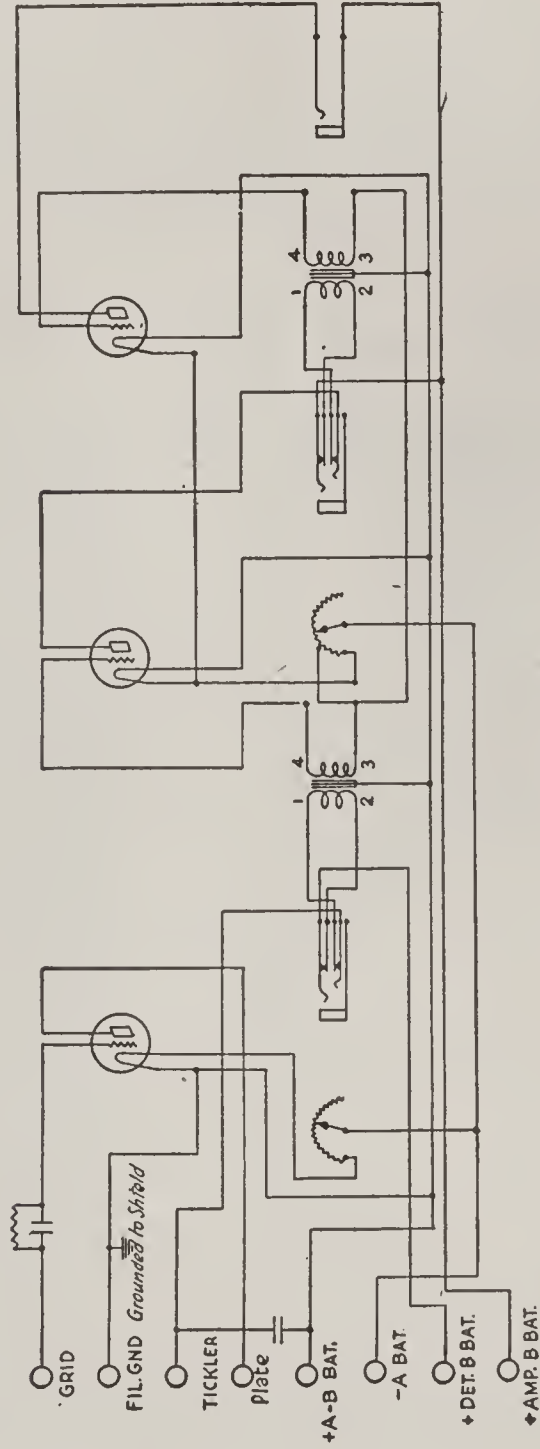 GRID
FIL. GND
Grounded to Shield
TICKLER
Plate
+A-B BAT.
-A BAT.
+DET. B BAT.
+AMP. B BAT.
1 4
2 3
1 4
2 3